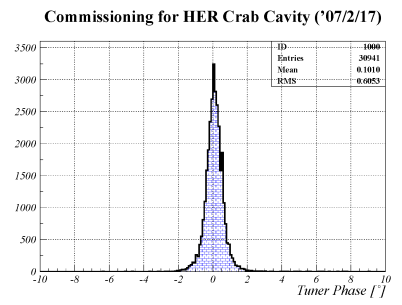 Commissioning for HER Crab Cavity ('07/2/17)
ID 1000
Entries 30941
Mean 0.1010
RMS 0.6053
3500
3000
2500
2000
1500
1000
500
0
-10 -8 -6 -4 -2 0 2 4 6 8 10
Tuner Phase [°]